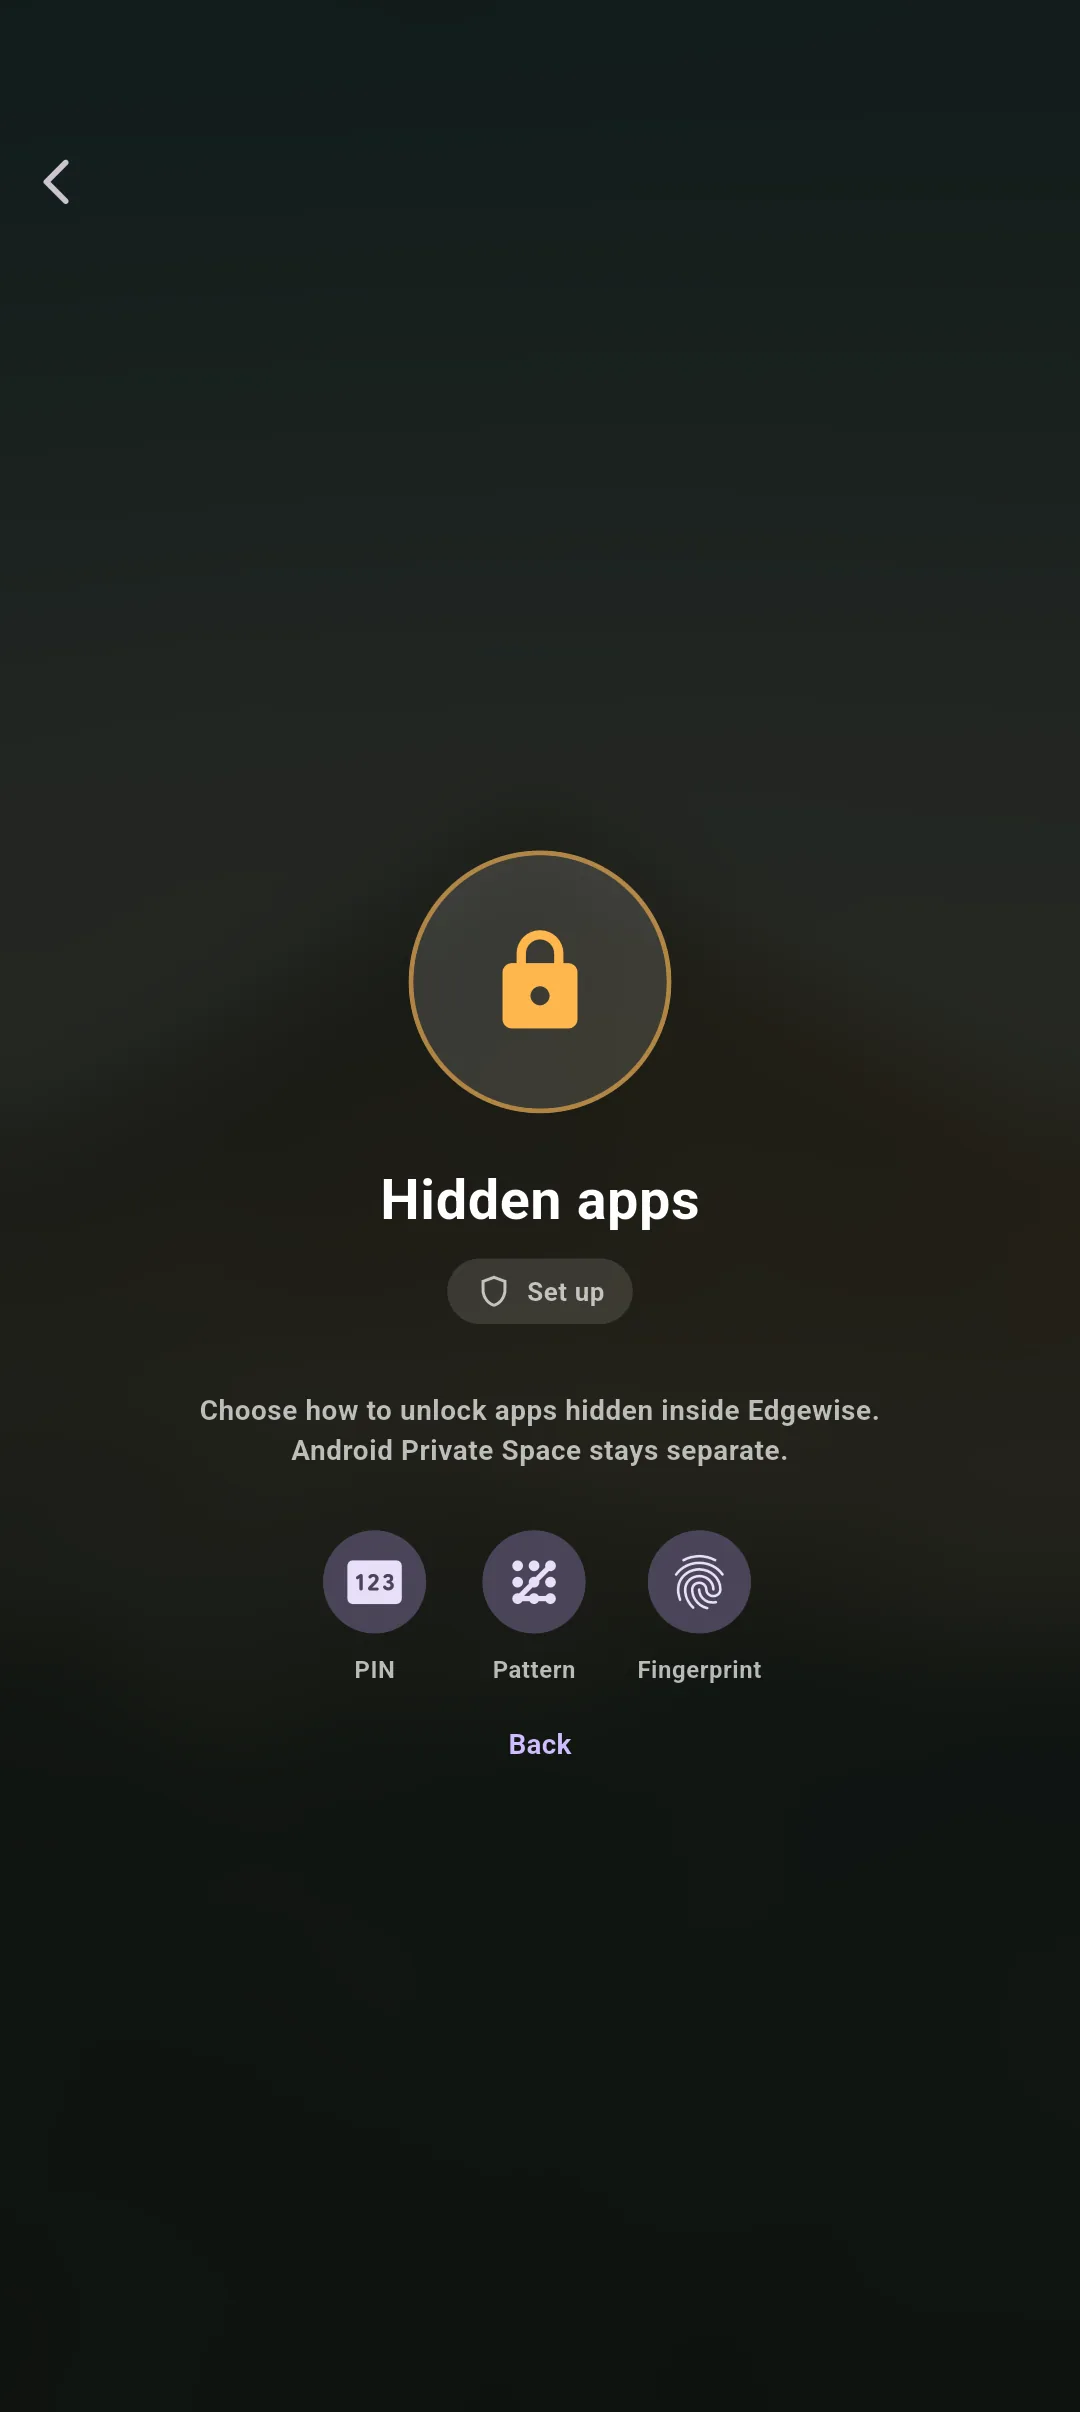 Hidden apps
Set up
Choose how to unlock apps hidden inside Edgewise.
Android Private Space stays separate.
123
PIN
Pattern
Fingerprint
Back